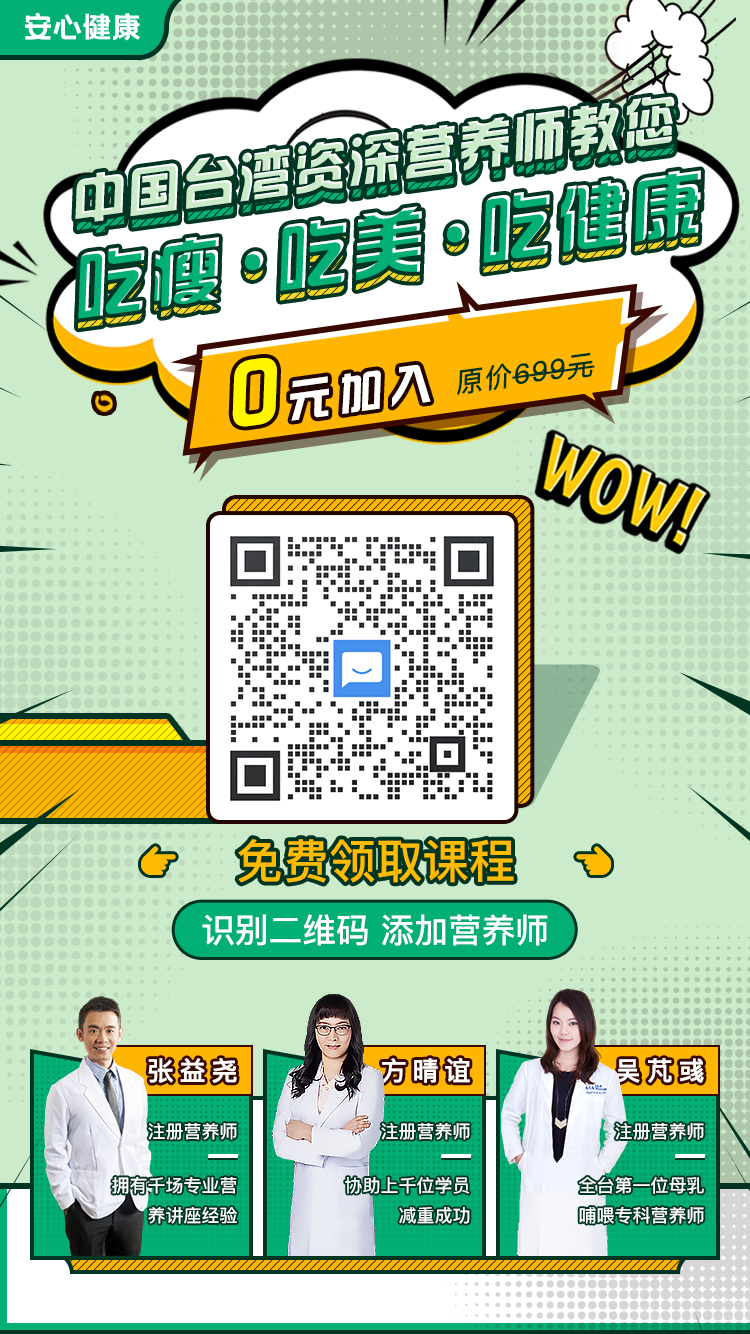 安心健康
中国台湾资深营养师教您
吃瘦·吃美·吃健康
0元加入 原价699元
WOW!
免费领取课程
识别二维码 添加营养师
张益尧
注册营养师
拥有千场专业营
养讲座经验
方晴谊
注册营养师
协助上千位学员
减重成功
吴芃彧
注册营养师
全台第一位母乳
哺喂专科营养师